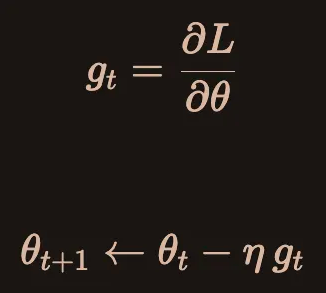 g_t = ∂L/∂θ
θ_{t+1} ← θ_t − η g_t